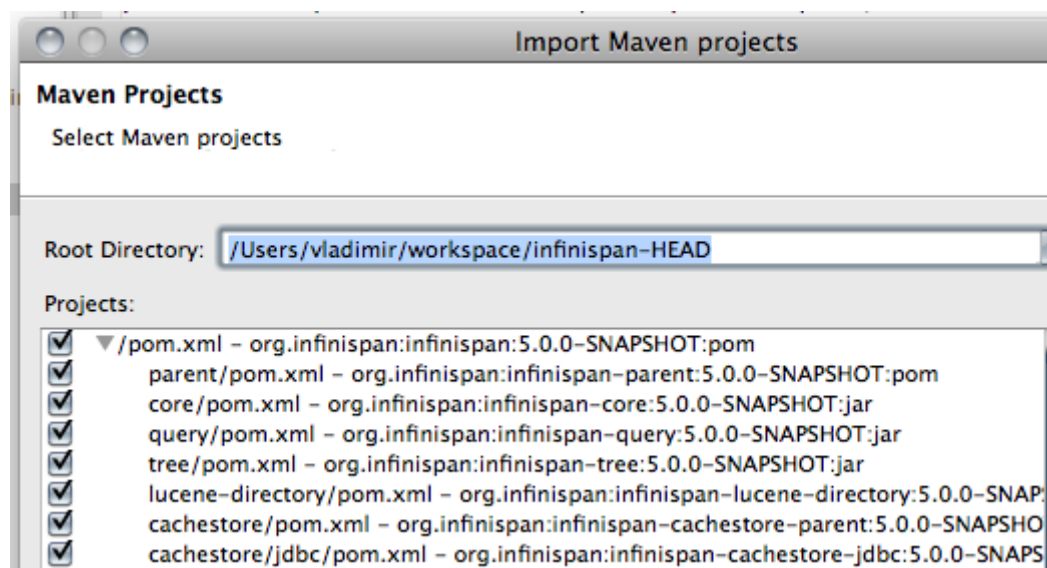 Import Maven projects
Maven Projects
Select Maven projects
Root Directory: /Users/vladimir/workspace/infinispan-HEAD
Projects:
/pom.xml – org.infinispan:infinispan:5.0.0-SNAPSHOT:pom
parent/pom.xml – org.infinispan:infinispan-parent:5.0.0-SNAPSHOT:pom
core/pom.xml – org.infinispan:infinispan-core:5.0.0-SNAPSHOT:jar
query/pom.xml – org.infinispan:infinispan-query:5.0.0-SNAPSHOT:jar
tree/pom.xml – org.infinispan:infinispan-tree:5.0.0-SNAPSHOT:jar
lucene-directory/pom.xml – org.infinispan:infinispan-lucene-directory:5.0.0-SNAP
cachestore/pom.xml – org.infinispan:infinispan-cachestore-parent:5.0.0-SNAPSHO
cachestore/jdbc/pom.xml – org.infinispan:infinispan-cachestore-jdbc:5.0.0-SNAPS